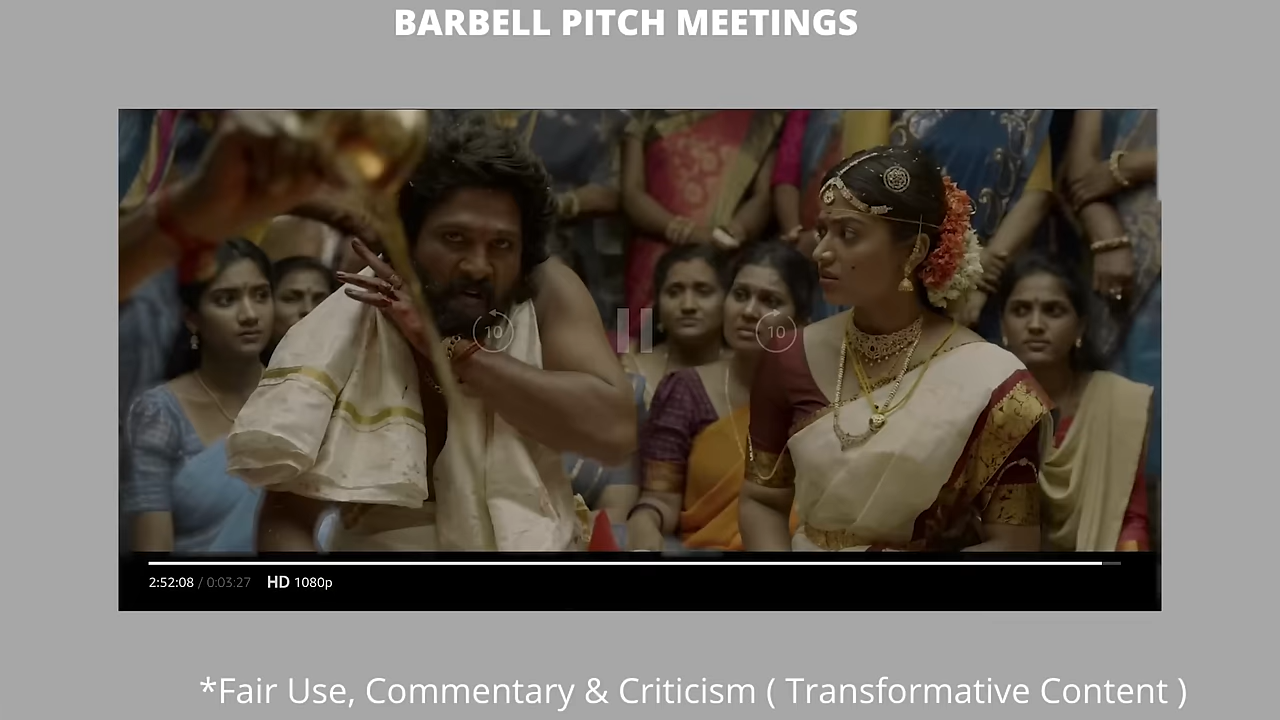 BARBELL PITCH MEETINGS
10
10
2:52:08 / 0:03:27 HD 1080p
*Fair Use, Commentary & Criticism ( Transformative Content )